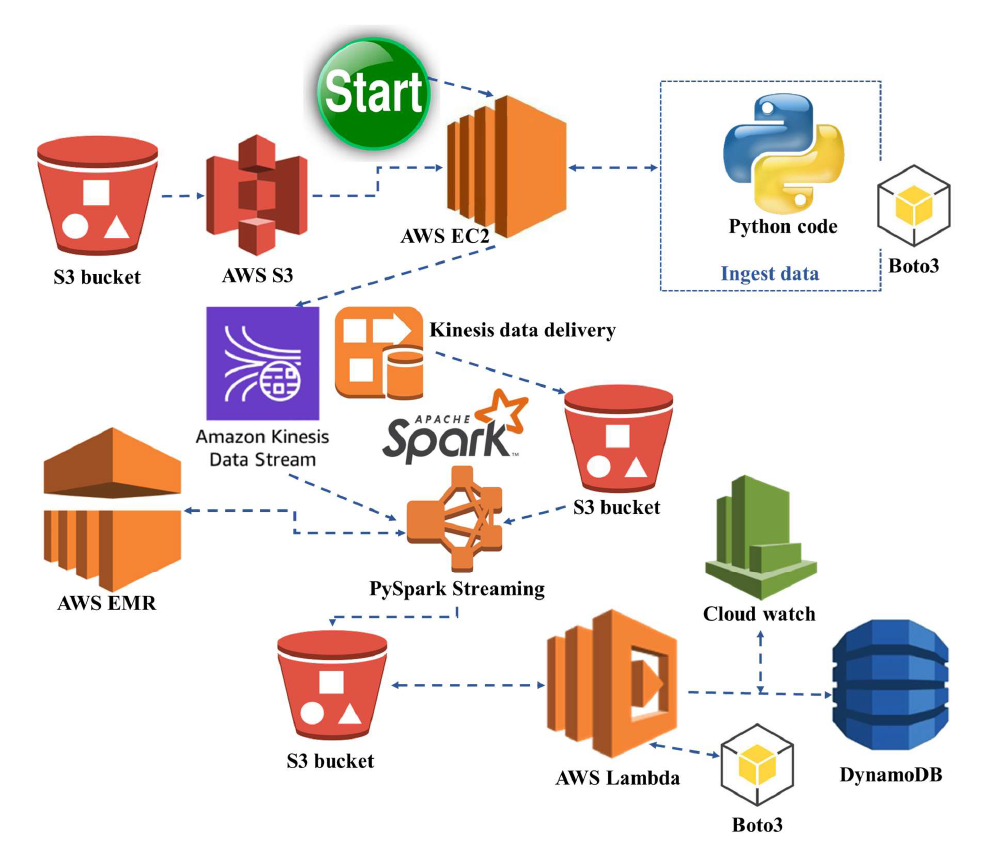 Start
Python code
AWS EC2
S3 bucket
AWS S3
Ingest data
Boto3
Kinesis data delivery
APACHE
Spark™
Amazon Kinesis
Data Stream
S3 bucket
PySpark Streaming
AWS EMR
Cloud watch
S3 bucket
AWS Lambda
DynamoDB
Boto3